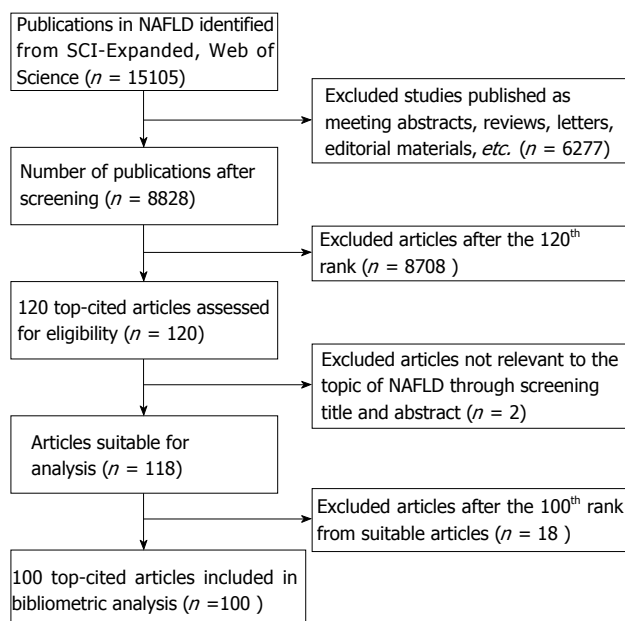 Publications in NAFLD identified
from SCI-Expanded, Web of
Science (n = 15105)
Excluded studies published as
meeting abstracts, reviews, letters,
editorial materials, etc. (n = 6277)
Number of publications after
screening (n = 8828)
Excluded articles after the 120th
rank (n = 8708 )
120 top-cited articles assessed
for eligibility (n = 120)
Excluded articles not relevant to the
topic of NAFLD through screening
title and abstract (n = 2)
Articles suitable for
analysis (n = 118)
Excluded articles after the 100th rank
from suitable articles (n = 18 )
100 top-cited articles included in
bibliometric analysis (n =100 )